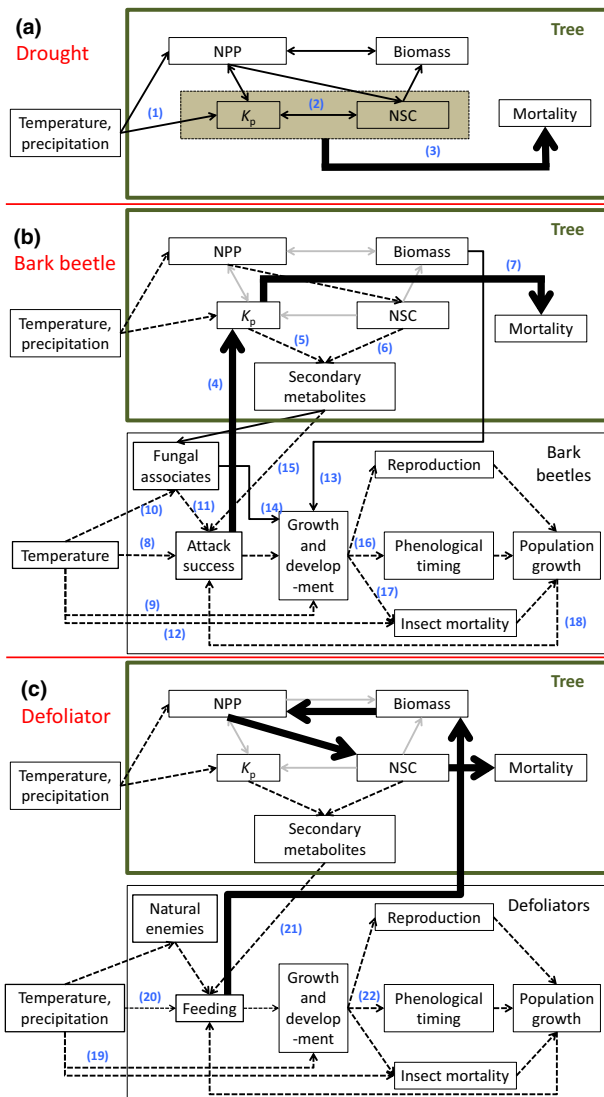 (a)
Drought
Tree
NPP
Biomass
Temperature,
precipitation
(1)
Kp
(2)
NSC
Mortality
(3)
(b)
Bark beetle
Tree
NPP
Biomass
(7)
Temperature,
precipitation
Kp
NSC
Mortality
(4)
(5)
(6)
Secondary
metabolites
Bark
beetles
Fungal
associates
(15)
(13)
Reproduction
(10)
(11)
(14)
Temperature
(8)
Attack
success
Growth
and
develop
-ment
(16)
Phenological
timing
Population
growth
(9)
(17)
(12)
Insect mortality
(18)
(c)
Defoliator
Tree
NPP
Biomass
Temperature,
precipitation
Kp
NSC
Mortality
Secondary
metabolites
Defoliators
Natural
enemies
(21)
Reproduction
Temperature,
precipitation
(20)
Feeding
Growth
and
develop
-ment
(22)
Phenological
timing
Population
growth
(19)
Insect mortality